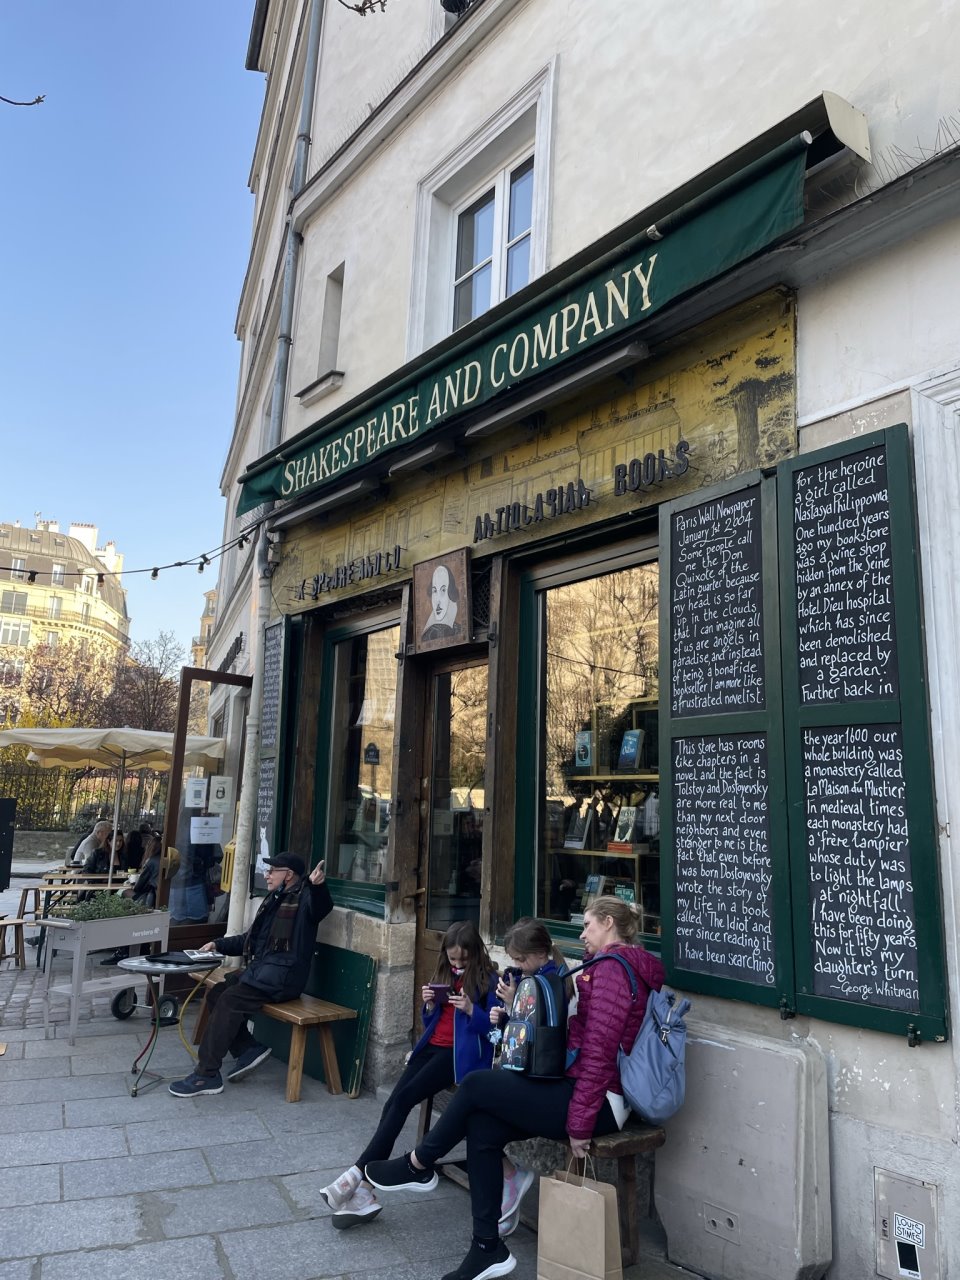 SHAKESPEARE AND COMPANY
ANTIQUARIAN BOOKS
Paris Wall Newspaper
January 1st 2004
Some people call
me the Don
Quixote of the
Latin Quarter because
my head is so far
up in the clouds
that I can imagine all
of us are angels in
paradise and instead
of being a bonafide
bookseller I am more like
a frustrated novelist.
This store has rooms
like chapters in a
novel and the fact is
Tolstoy and Dostoyevsky
are more real to me
than my next door
neighbors and even
stranger to me is the
fact that even before
I was born Dostoyevsky
wrote the story of
my life in a book
called 'The Idiot' and
ever since reading it
I have been searching
for the heroine
a girl called
Nastasya Philipovna.
One hundred years
ago my bookstore
was a wine shop
hidden from the Seine
by an annex of the
Hotel Dieu hospital
which has since
been demolished
and replaced by
a garden.
Further back in
the year 1600 our
whole building was
a monastery called
'La Maison du Mustier'.
In medieval times
each monastery had
a frère lampier
whose duty was
to light the lamps
at nightfall.
I have been doing
this for fifty years
Now it is my
daughter's turn.
~George Whitman
LOUIS
STIMES